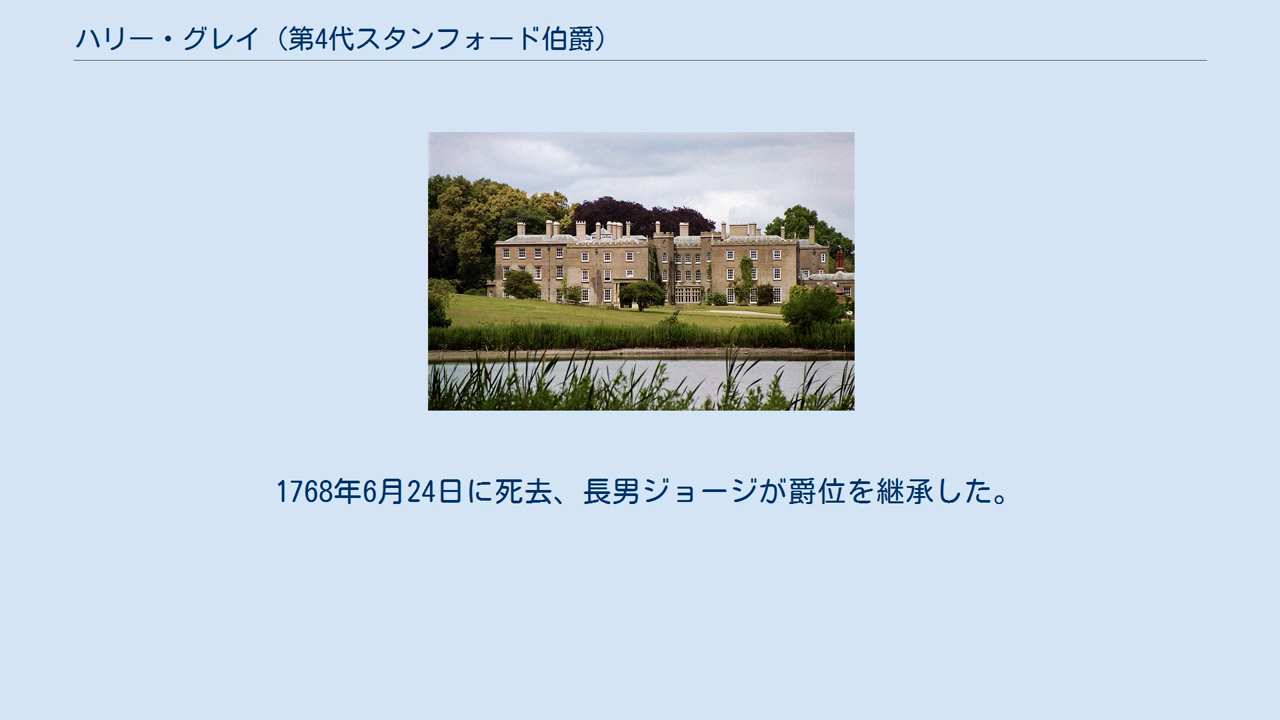 ハリー・グレイ（第4代スタンフォード伯爵）
1768年6月24日に死去、長男ジョージが爵位を継承した。